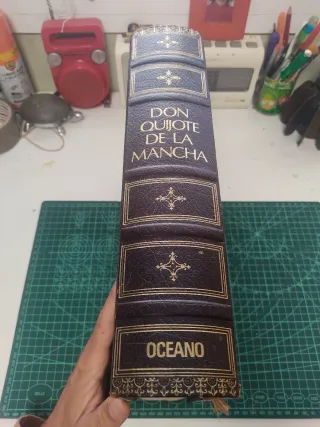 DON
QUIJOTE
DE LA
MANCHA
OCEANO